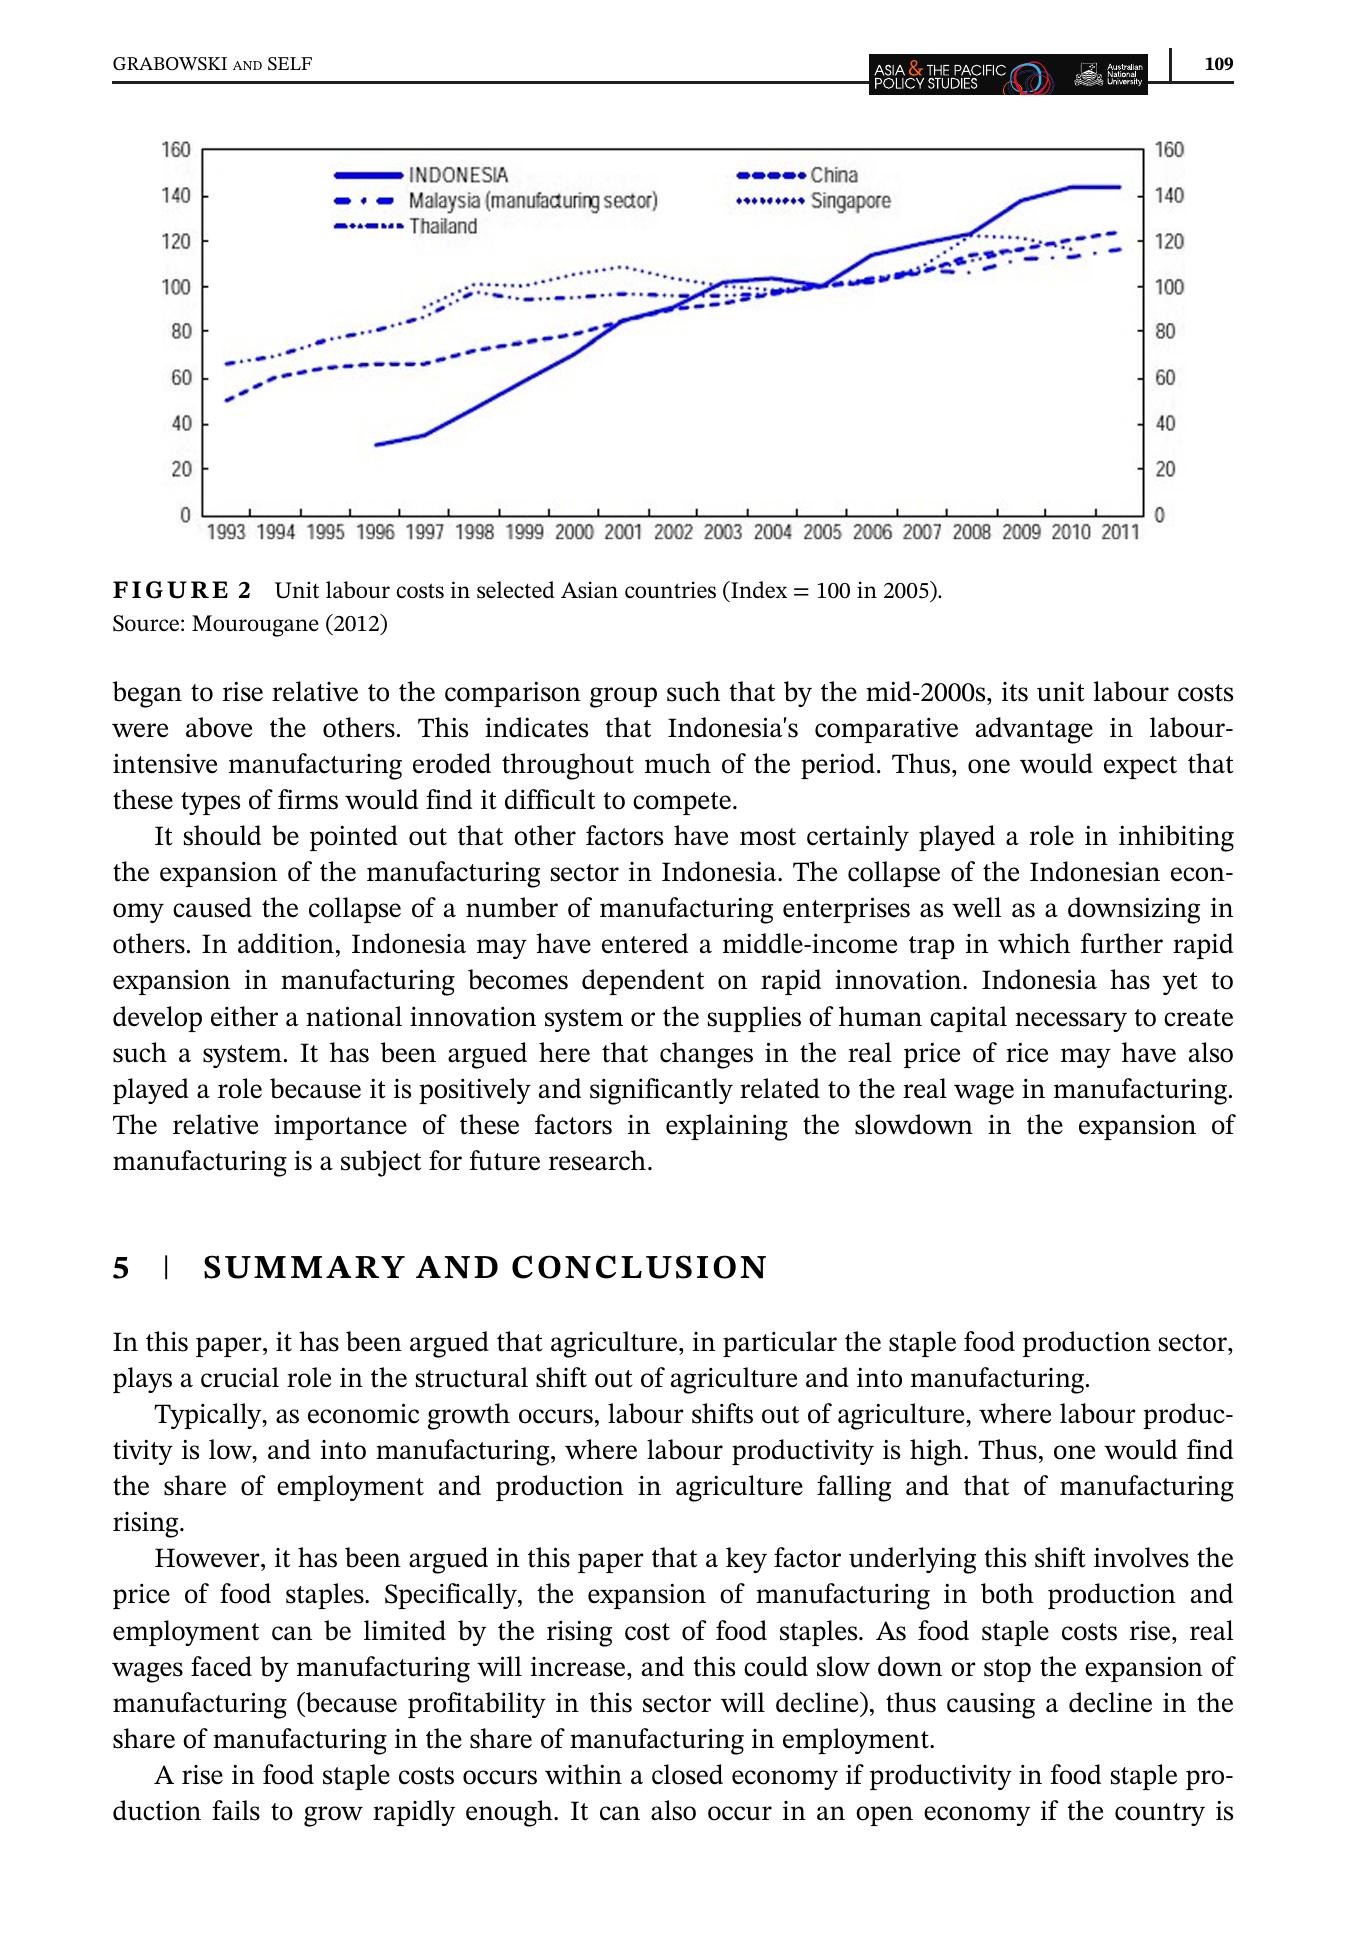 GRABOWSKI AND SELF
ASIA & THE PACIFIC
POLICY STUDIES
Australian
National
University
109
160 160
INDONESIA China
140 140
Malaysia (manufacturing sector) Singapore
Thailand
120 120
100 100
80 80
60 60
40 40
20 20
0 0
1993 1994 1995 1996 1997 1998 1999 2000 2001 2002 2003 2004 2005 2006 2007 2008 2009 2010 2011
FIGURE 2 Unit labour costs in selected Asian countries (Index = 100 in 2005).
Source: Mourougane (2012)
began to rise relative to the comparison group such that by the mid-2000s, its unit labour costs
were above the others. This indicates that Indonesia's comparative advantage in labour-
intensive manufacturing eroded throughout much of the period. Thus, one would expect that
these types of firms would find it difficult to compete.
It should be pointed out that other factors have most certainly played a role in inhibiting
the expansion of the manufacturing sector in Indonesia. The collapse of the Indonesian econ-
omy caused the collapse of a number of manufacturing enterprises as well as a downsizing in
others. In addition, Indonesia may have entered a middle-income trap in which further rapid
expansion in manufacturing becomes dependent on rapid innovation. Indonesia has yet to
develop either a national innovation system or the supplies of human capital necessary to create
such a system. It has been argued here that changes in the real price of rice may have also
played a role because it is positively and significantly related to the real wage in manufacturing.
The relative importance of these factors in explaining the slowdown in the expansion of
manufacturing is a subject for future research.
5 | SUMMARY AND CONCLUSION
In this paper, it has been argued that agriculture, in particular the staple food production sector,
plays a crucial role in the structural shift out of agriculture and into manufacturing.
Typically, as economic growth occurs, labour shifts out of agriculture, where labour produc-
tivity is low, and into manufacturing, where labour productivity is high. Thus, one would find
the share of employment and production in agriculture falling and that of manufacturing
rising.
However, it has been argued in this paper that a key factor underlying this shift involves the
price of food staples. Specifically, the expansion of manufacturing in both production and
employment can be limited by the rising cost of food staples. As food staple costs rise, real
wages faced by manufacturing will increase, and this could slow down or stop the expansion of
manufacturing (because profitability in this sector will decline), thus causing a decline in the
share of manufacturing in the share of manufacturing in employment.
A rise in food staple costs occurs within a closed economy if productivity in food staple pro-
duction fails to grow rapidly enough. It can also occur in an open economy if the country is